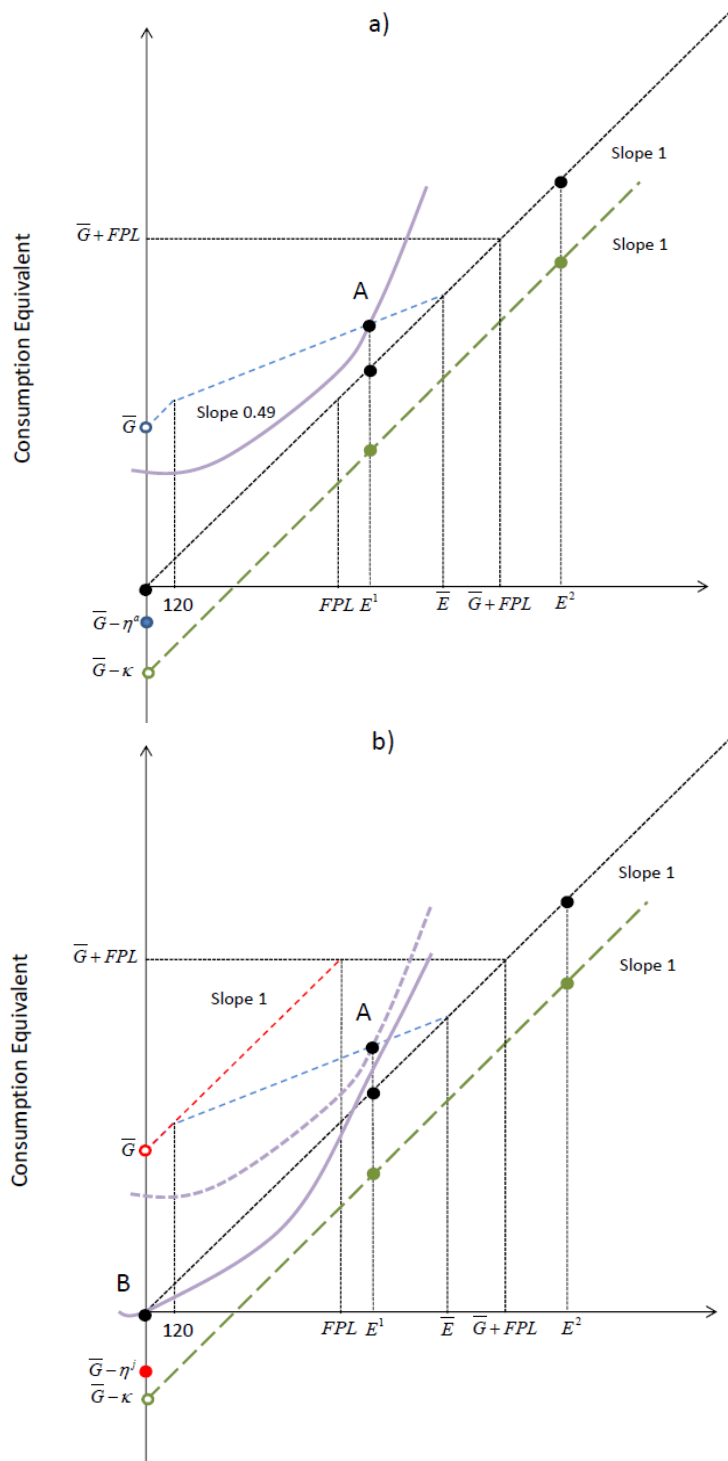 a)
Slope 1
Slope 1
G̅ + FPL
A
G̅
Slope 0.49
Consumption Equivalent
120
FPL E¹ E̅ G̅ + FPL E²
G̅ − ηᵃ
G̅ − κ
b)
Slope 1
Slope 1
G̅ + FPL
Slope 1
A
G̅
Consumption Equivalent
B
120
FPL E¹ E̅ G̅ + FPL E²
G̅ − ηʲ
G̅ − κ